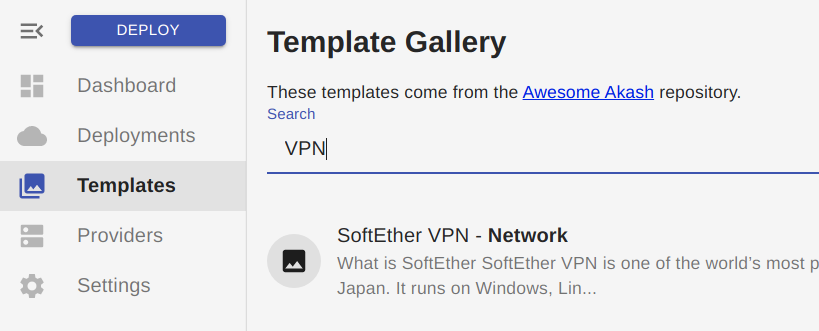 DEPLOY
Dashboard
Deployments
Templates
Providers
Settings
Template Gallery
These templates come from the Awesome Akash repository.
Search
VPN
SoftEther VPN - Network
What is SoftEther SoftEther VPN is one of the world's most p
Japan. It runs on Windows, Lin...